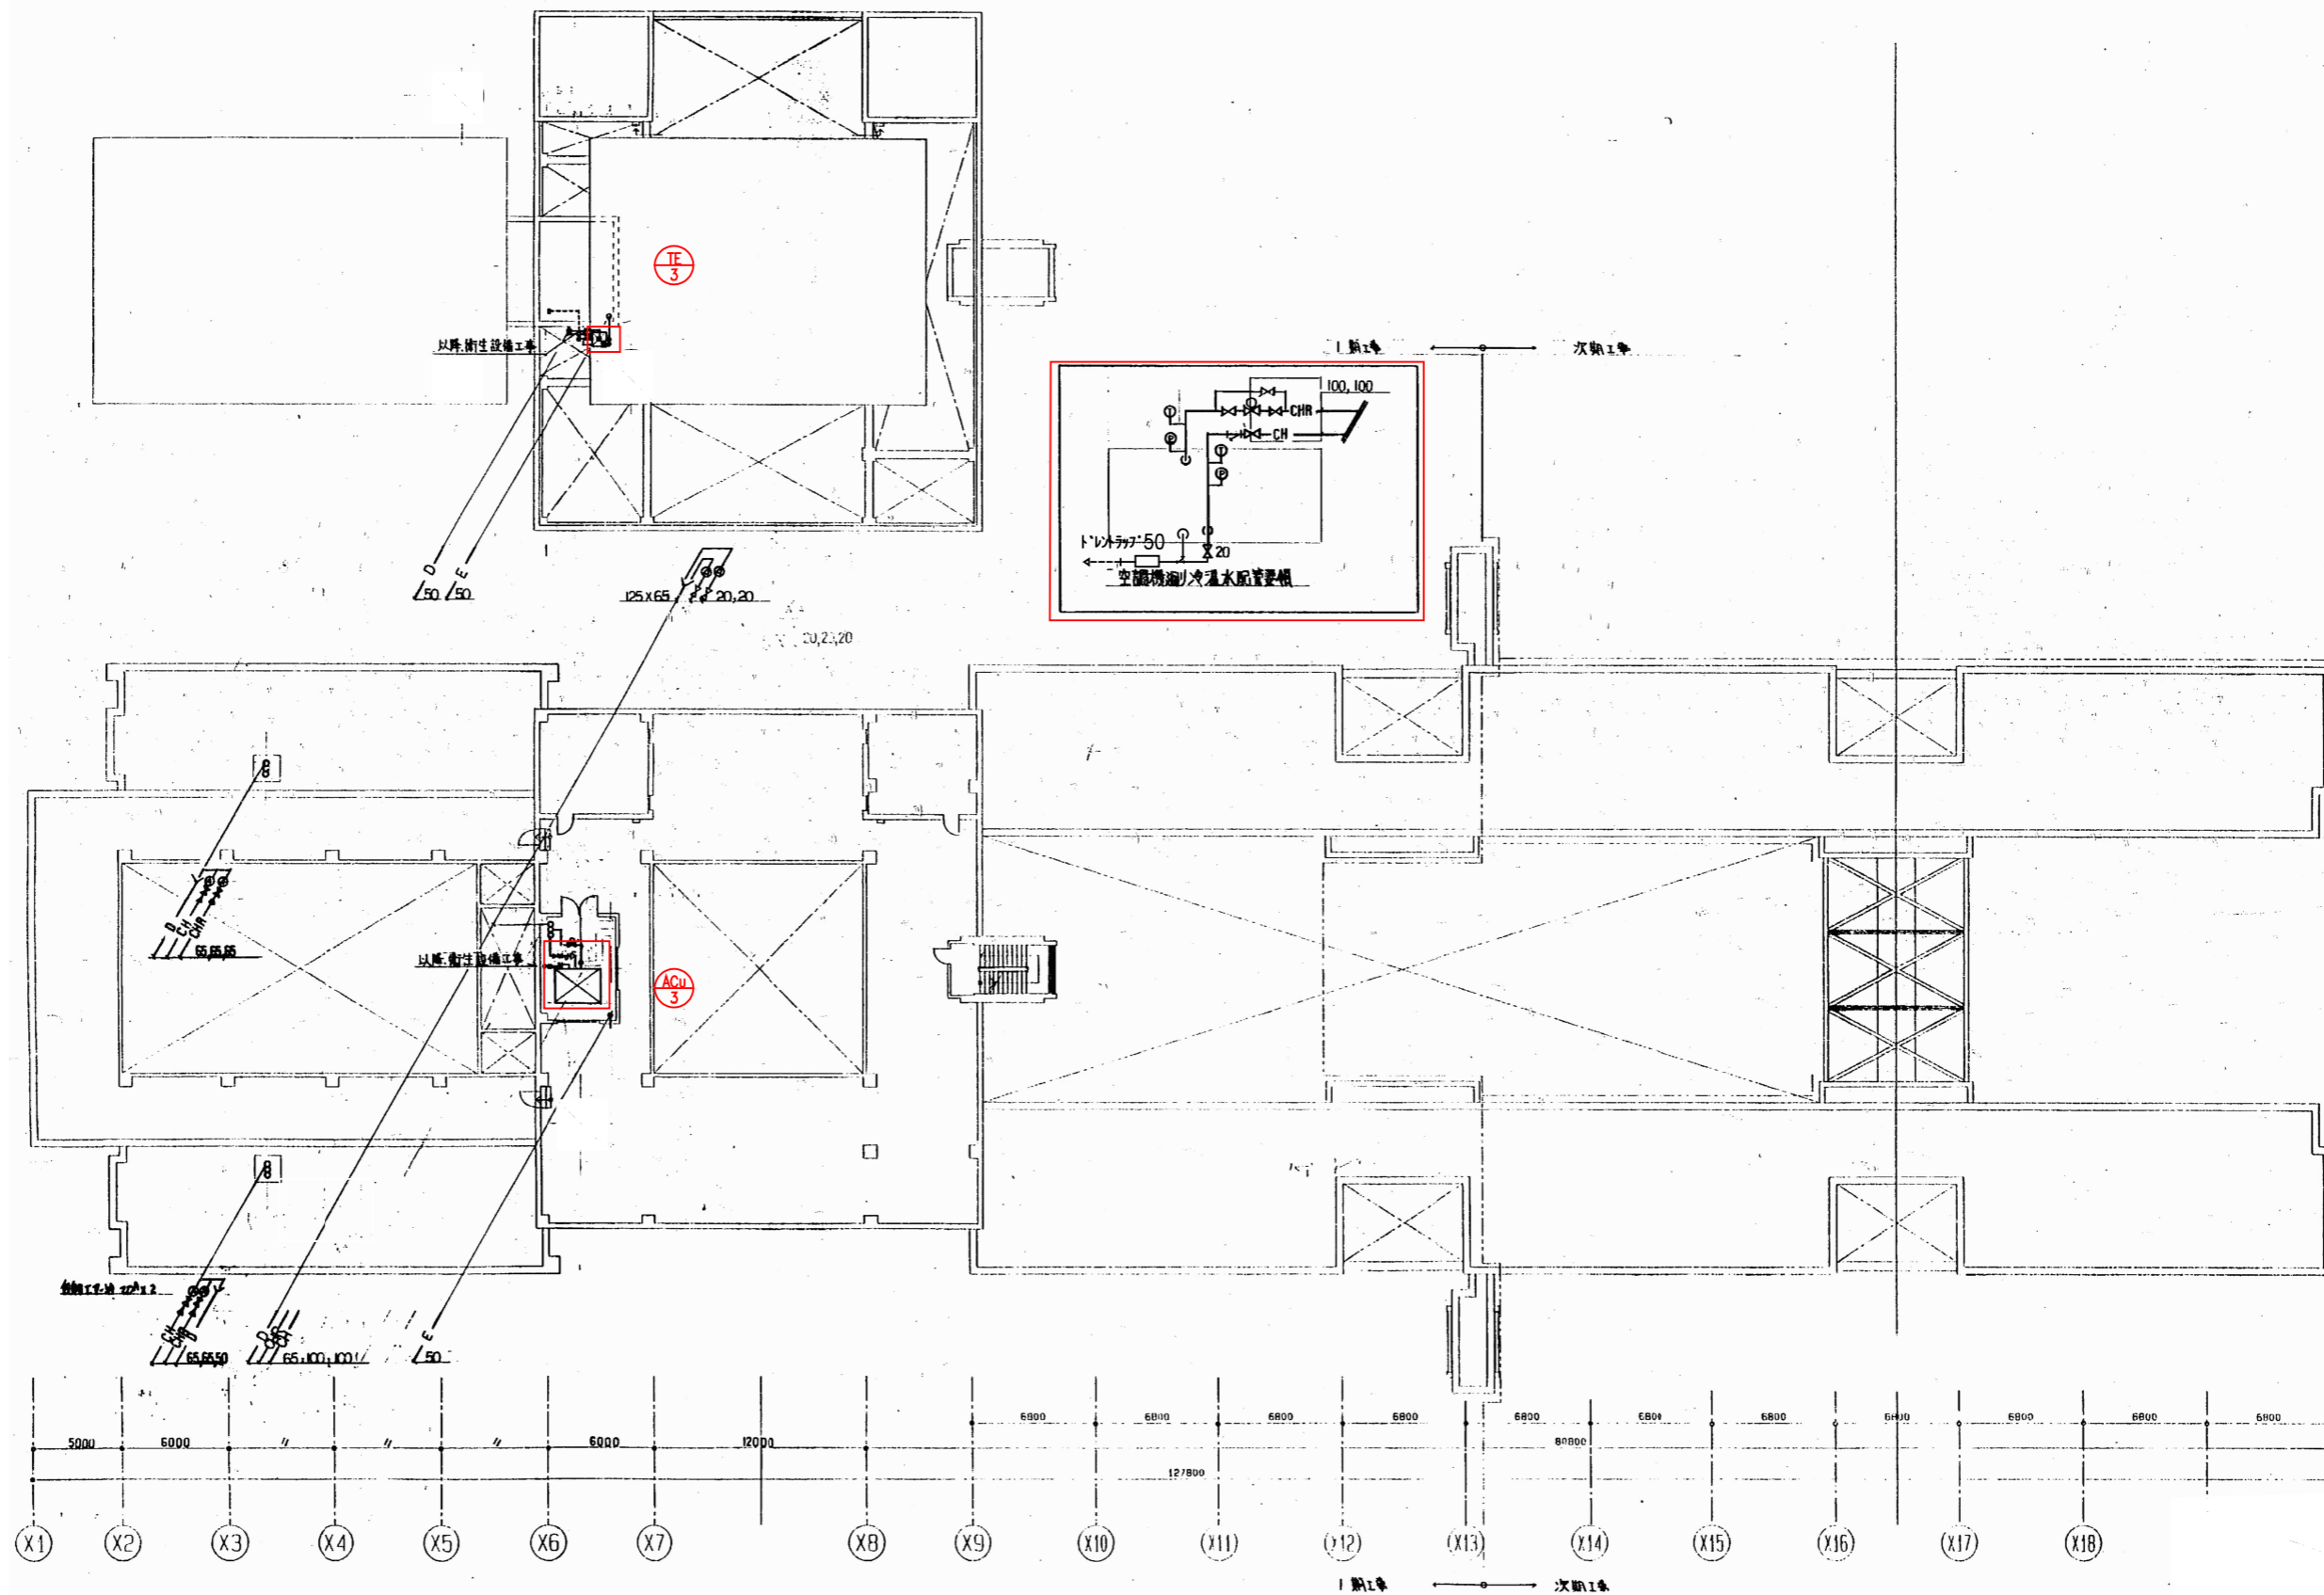 TE
3
以降.衛生設備工事
1 期工事
次期工事
100,100
T
CHR
P
CH
T
P
ドレントラップ 50
20
空調機廻り冷温水配管要領
D
E
50
50
125X65
20,20
D
CH
CHR
65,65,65
以降.衛生設備工事
ACu
3
CH
CHR
D
65,65,50
D
65,100,100
E
50
6800
6800
6800
6800
6800
6800
6800
6800
6800
6800
5000
6000
〃
〃
〃
6000
12000
80800
127800
X1
X2
X3
X4
X5
X6
X7
X8
X9
X10
X11
X12
X13
X14
X15
X16
X17
X18
1 期工事
次期工事